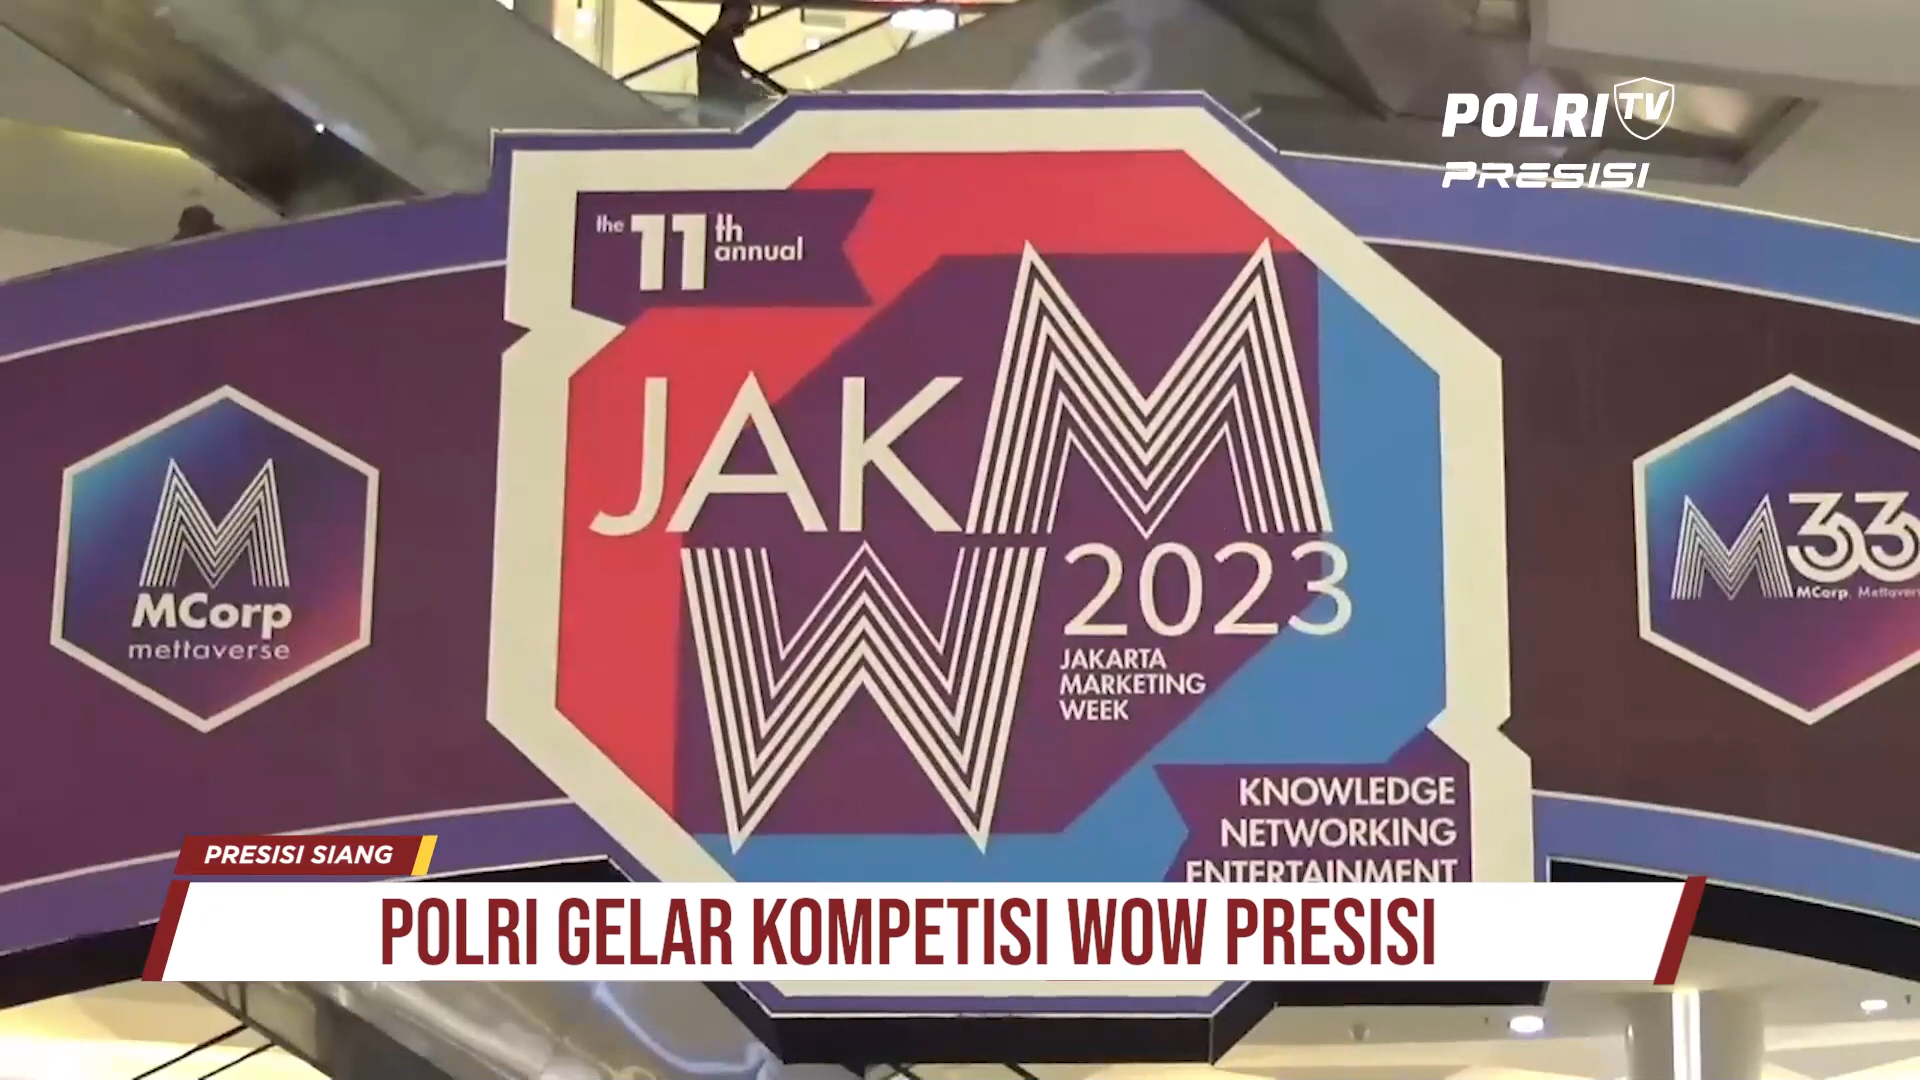 POLRI TV
PRESISI
the 11th annual
JAKMW 2023
JAKARTA
MARKETING
WEEK
KNOWLEDGE
NETWORKING
ENTERTAINMENT
MCorp
mettaverse
M 33
MCorp
PRESISI SIANG
POLRI GELAR KOMPETISI WOW PRESISI